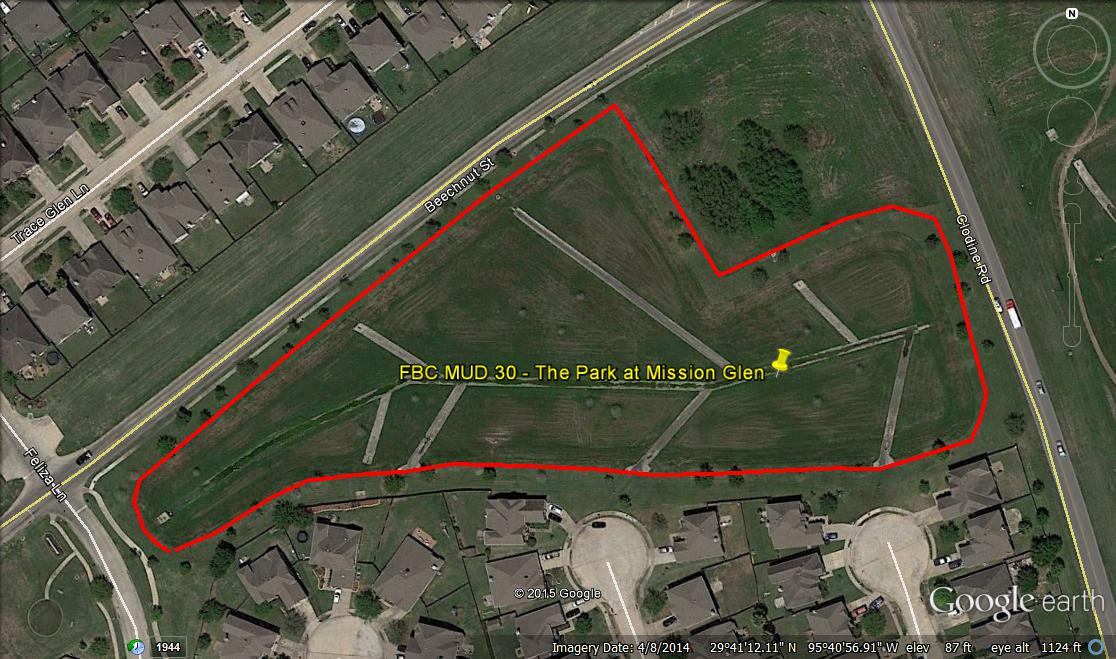 N
Trace Glen Ln
Beechnut St
Clodine Rd
FBC MUD 30 - The Park at Mission Glen
Feliza Ln
© 2015 Google
Google earth
1944
Imagery Date: 4/8/2014 29°41'12.11" N 95°40'56.91" W elev 87 ft eye alt 1124 ft